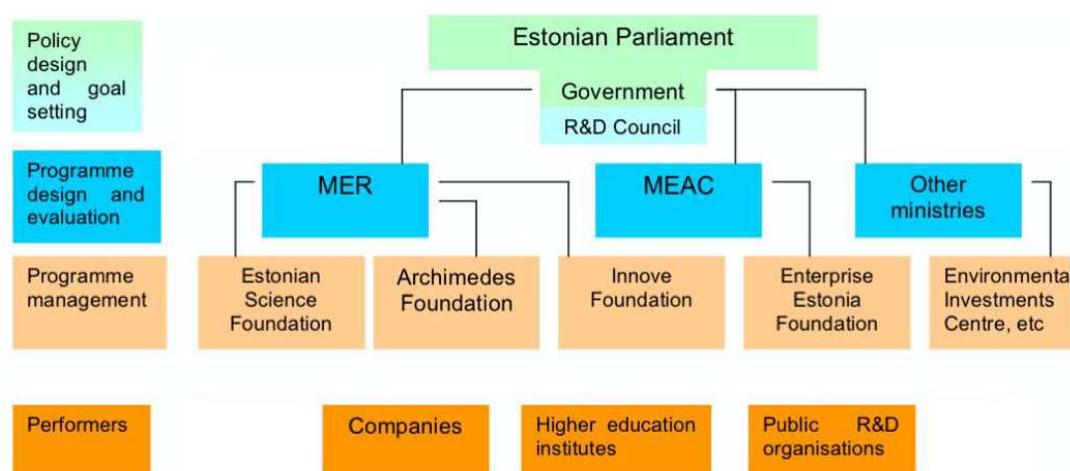 Policy
design
and goal
setting
Estonian Parliament
Government
R&D Council
Programme
design and
evaluation
MER
MEAC
Other
ministries
Programme
management
Estonian
Science
Foundation
Archimedes
Foundation
Innove
Foundation
Enterprise
Estonia
Foundation
Environmenta
Investments
Centre, etc
Performers
Companies
Higher education
institutes
Public R&D
organisations